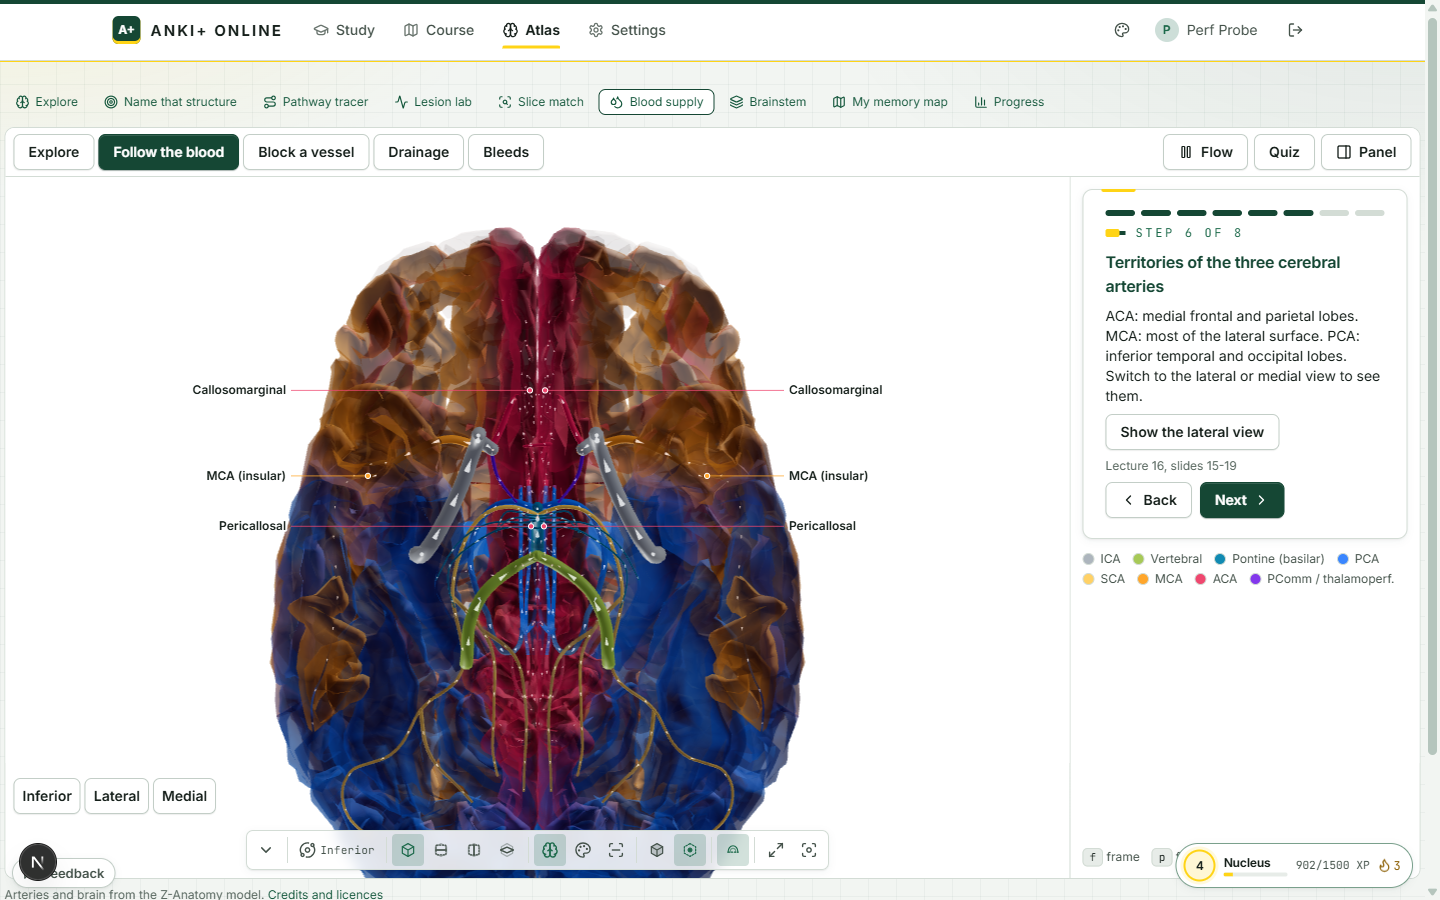 A+ ANKI+ ONLINE Study Course Atlas Settings P Perf Probe
Explore Name that structure Pathway tracer Lesion lab Slice match Blood supply Brainstem My memory map Progress
Explore Follow the blood Block a vessel Drainage Bleeds Flow Quiz Panel
STEP 6 OF 8
Territories of the three cerebral
arteries
ACA: medial frontal and parietal lobes.
MCA: most of the lateral surface. PCA:
inferior temporal and occipital lobes.
Switch to the lateral or medial view to see
them.
Show the lateral view
Lecture 16, slides 15-19
Back Next
ICA Vertebral Pontine (basilar) PCA
SCA MCA ACA PComm / thalamoperf.
Callosomarginal Callosomarginal
MCA (insular) MCA (insular)
Pericallosal Pericallosal
Inferior Lateral Medial
Inferior
f frame p
4 Nucleus 902/1500 XP 3
N eedback
Arteries and brain from the Z-Anatomy model. Credits and licences